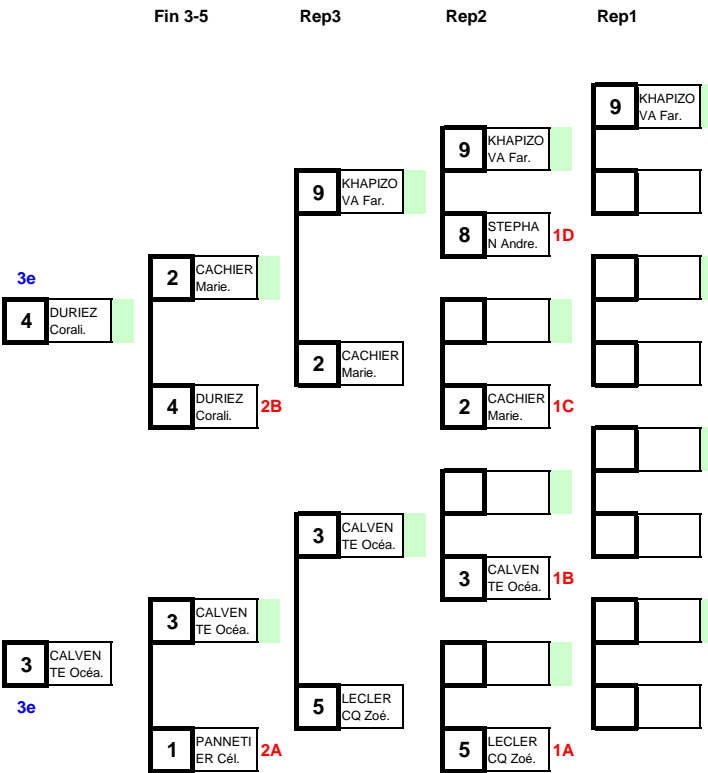 Fin 3-5 Rep3 Rep2 Rep1
9 KHAPIZO
VA Far.
9 KHAPIZO
VA Far.
9 KHAPIZO
VA Far.
8 STEPHA
N Andre. 1D
3e
2 CACHIER
Marie.
4 DURIEZ
Corali.
2 CACHIER
Marie.
4 DURIEZ
Corali. 2B
2 CACHIER
Marie. 1C
3 CALVEN
TE Océa.
3 CALVEN
TE Océa. 1B
3 CALVEN
TE Océa.
3 CALVEN
TE Océa.
3e
5 LECLER
CQ Zoé.
1 PANNETI
ER Cél. 2A
5 LECLER
CQ Zoé. 1A